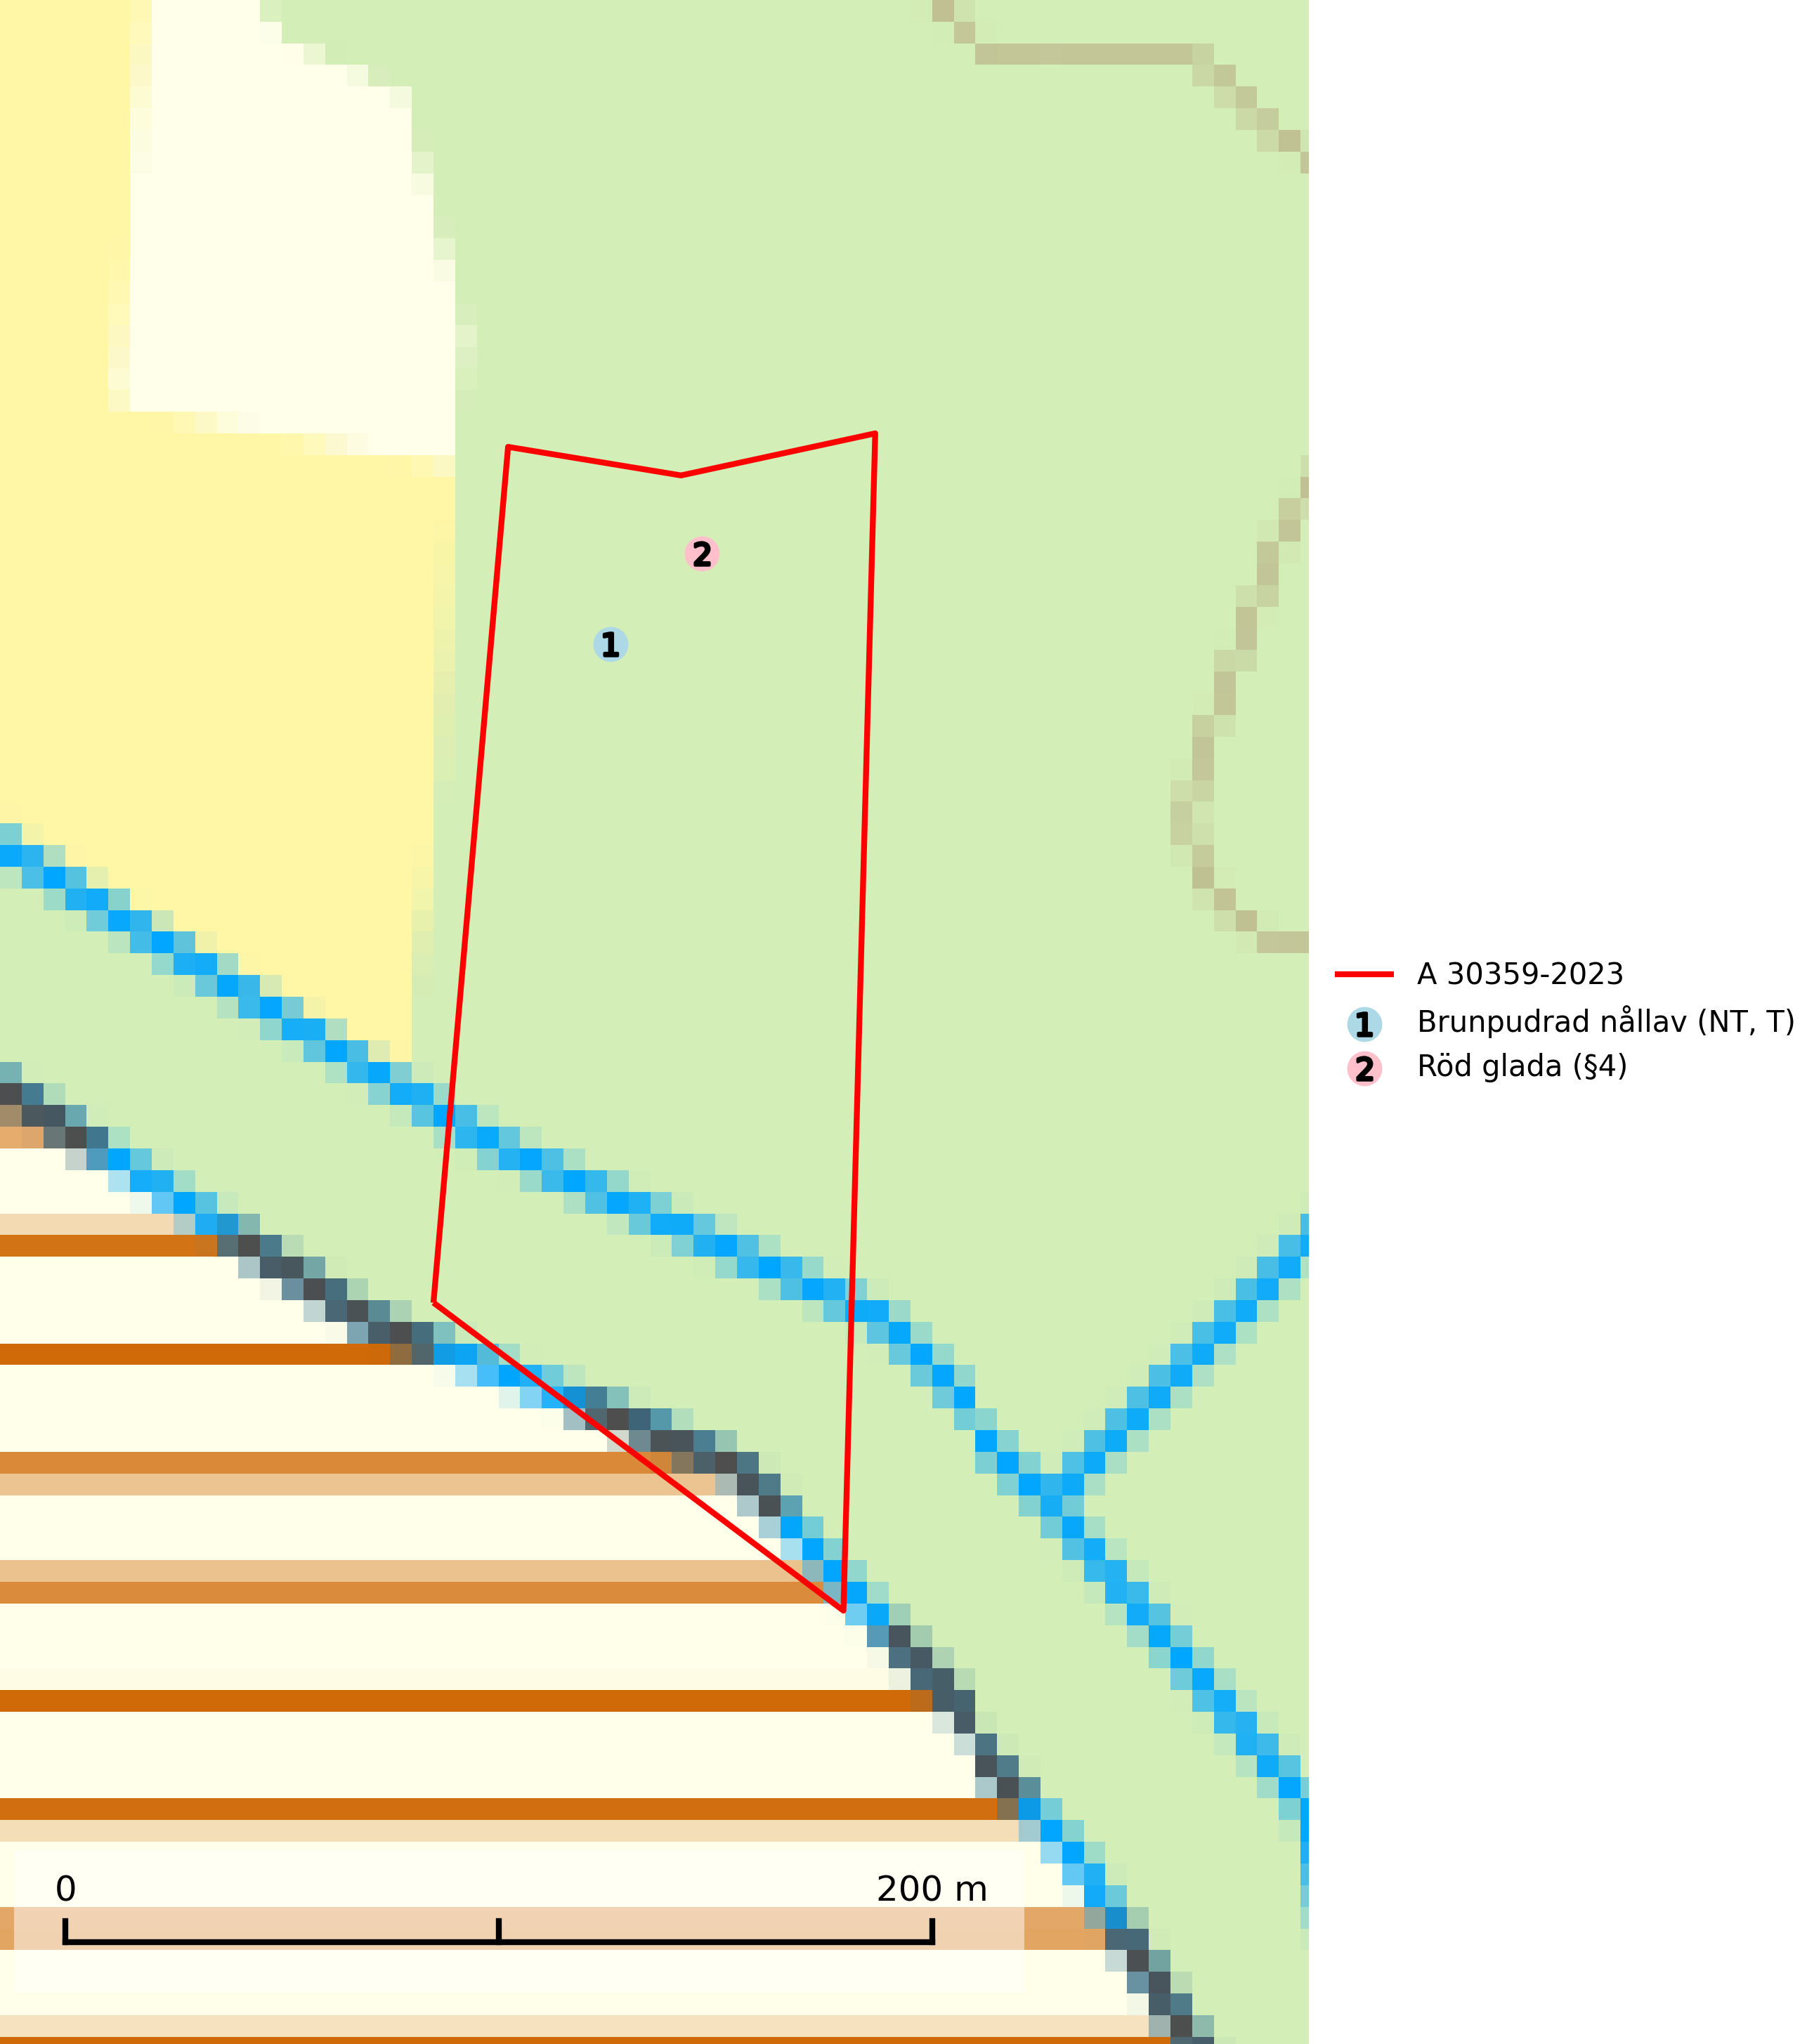 2
1
A 30359-2023
1 Brunpudrad nållav (NT, T)
2 Röd glada (§4)
0 200 m